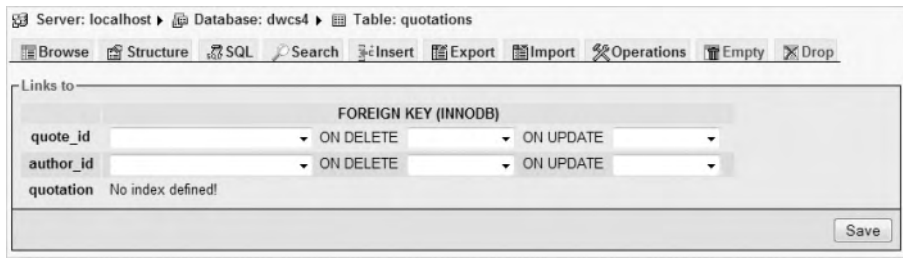 Server: localhost ▸ Database: dwcs4 ▸ Table: quotations
Browse Structure SQL Search Insert Export Import Operations Empty Drop
Links to
FOREIGN KEY (INNODB)
quote_id ON DELETE ON UPDATE
author_id ON DELETE ON UPDATE
quotation No index defined!
Save